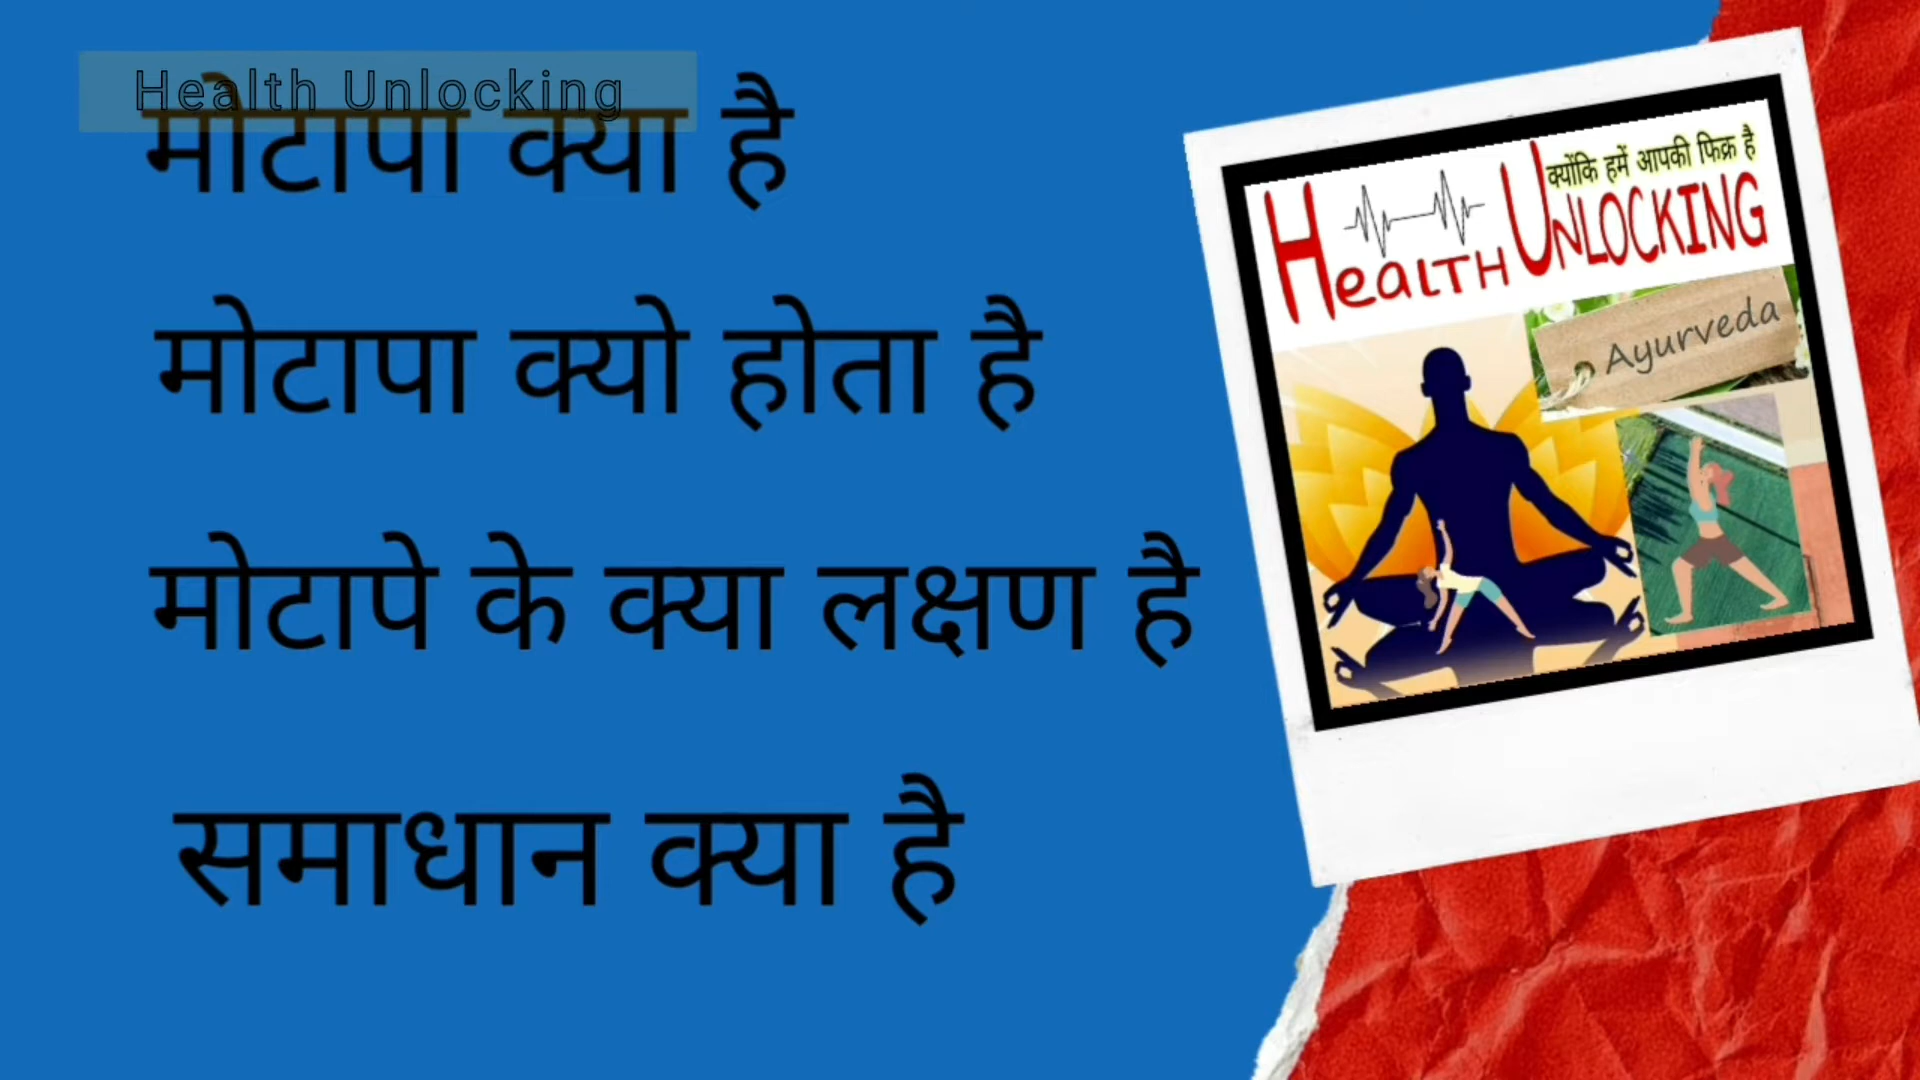 Health Unlocking
मोटापा क्या है
मोटापा क्यो होता है
मोटापे के क्या लक्षण है
समाधान क्या है
क्योंकि हमें आपकी फिक्र है
HEALTH UNLOCKING
Ayurveda